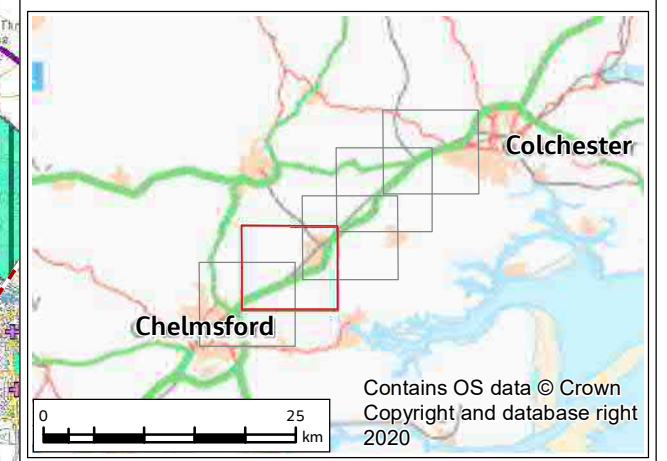 Colchester
Chelmsford
Contains OS data © Crown
Copyright and database right
2020
0 25
km